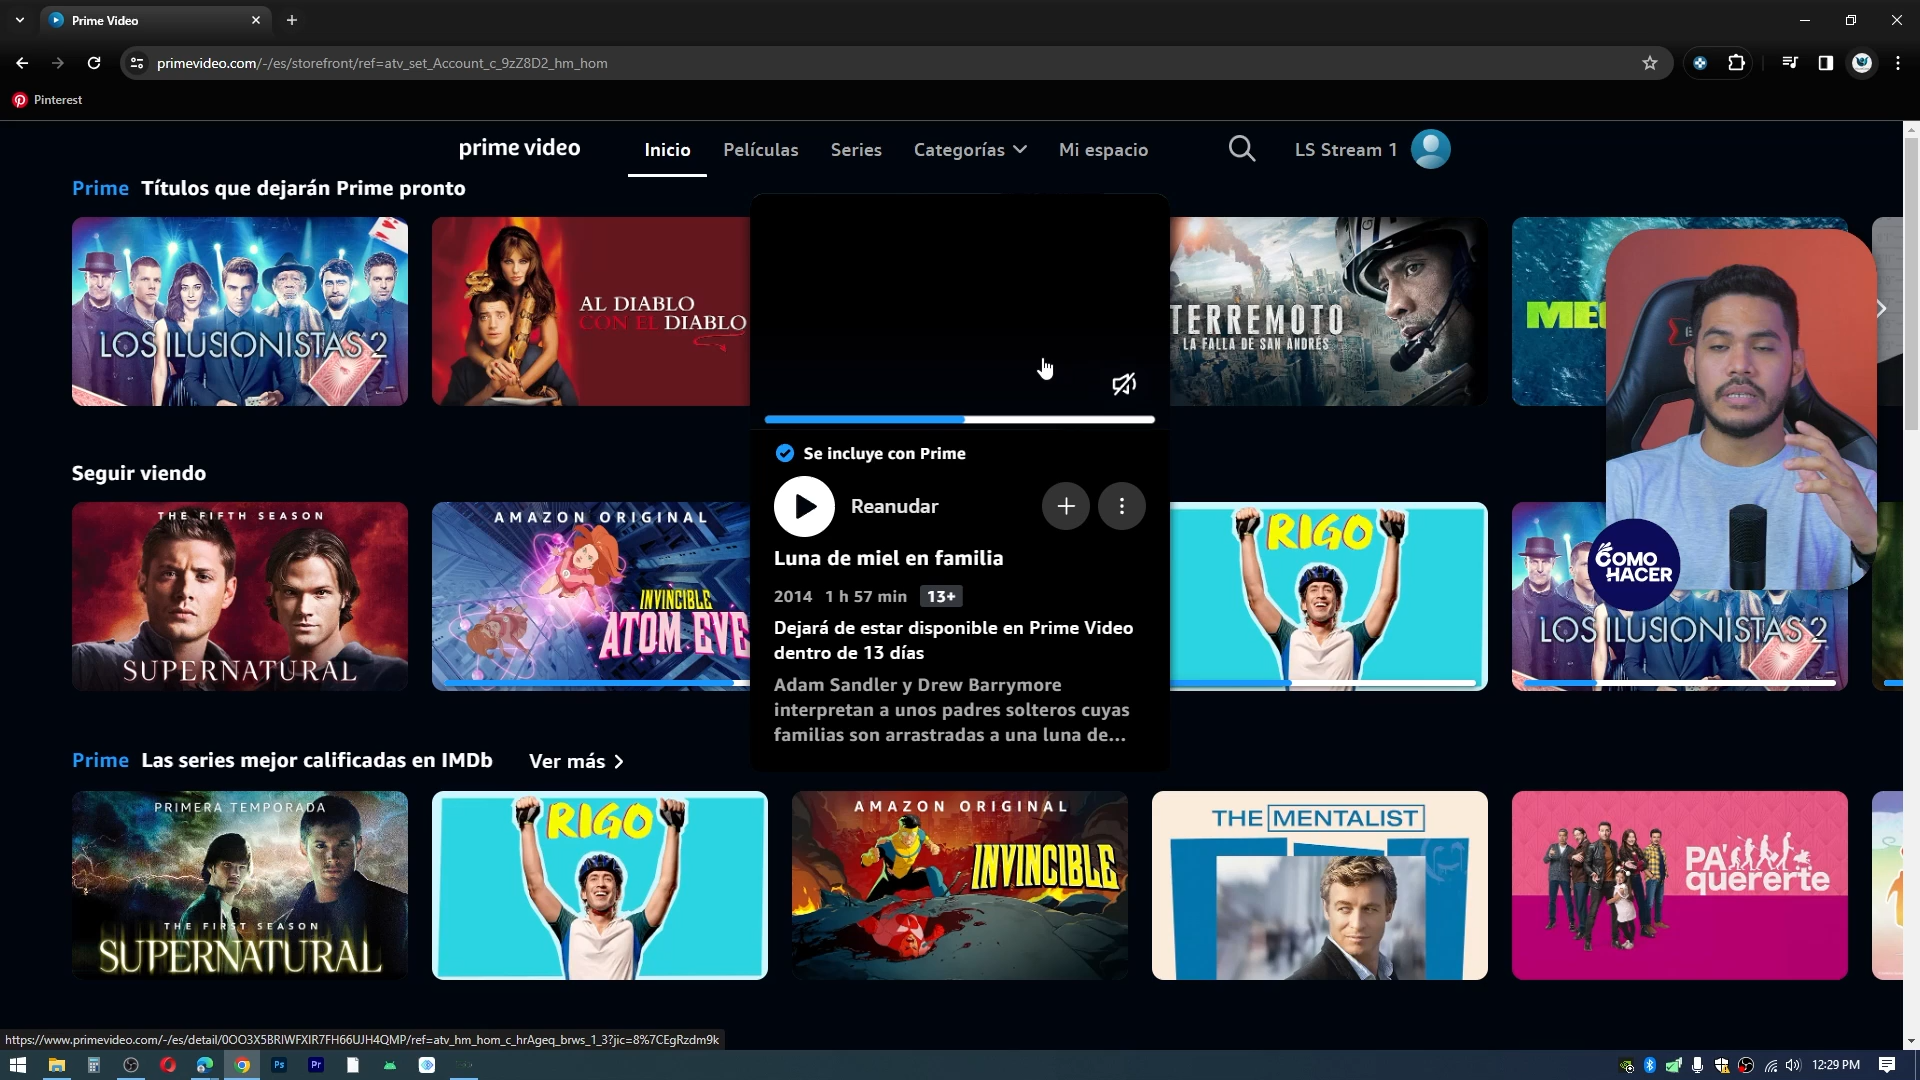 Prime Video
primevideo.com/-/es/storefront/ref=atv_set_Account_c_9zZ8D2_hm_hom
Pinterest
prime video
Inicio
Películas
Series
Categorías
Mi espacio
LS Stream 1
Prime Títulos que dejarán Prime pronto
LOS ILUSIONISTAS 2
AL DIABLO
CON EL DIABLO
TERREMOTO
LA FALLA DE SAN ANDRÉS
Se incluye con Prime
Reanudar
Luna de miel en familia
2014 1 h 57 min 13+
Dejará de estar disponible en Prime Video
dentro de 13 días
Adam Sandler y Drew Barrymore
interpretan a unos padres solteros cuyas
familias son arrastradas a una luna de...
Seguir viendo
THE FIFTH SEASON
SUPERNATURAL
AMAZON ORIGINAL
INVINCIBLE
ATOM EVE
RIGO
LOS ILUSIONISTAS 2
COMO
HACER
Prime Las series mejor calificadas en IMDb Ver más
PRIMERA TEMPORADA
THE FIRST SEASON
SUPERNATURAL
RIGO
AMAZON ORIGINAL
INVINCIBLE
THE MENTALIST
PA'
quererte
https://www.primevideo.com/-/es/detail/0OO3X5BRIWFXIR7FH66UJH4QMP/ref=atv_hm_hom_c_hrAgeq_brws_1_3?jic=8%7CEgRzdm9k
Ps
Pr
12:29 PM